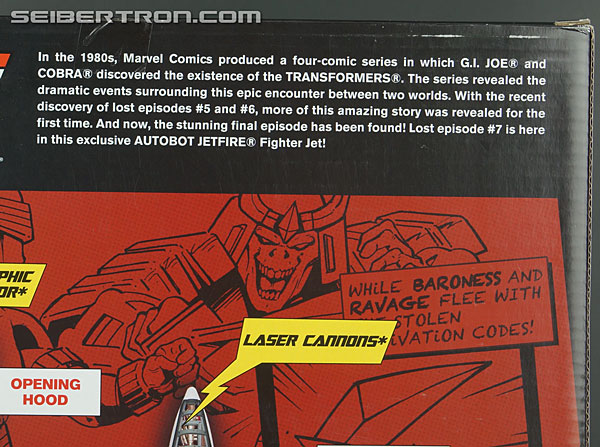 SEIBERTRON.COM
In the 1980s, Marvel Comics produced a four-comic series in which G.I. JOE® and
COBRA® discovered the existence of the TRANSFORMERS®. The series revealed the
dramatic events surrounding this epic encounter between two worlds. With the recent
discovery of lost episodes #5 and #6, more of this amazing story was revealed for the
first time. And now, the stunning final episode has been found! Lost episode #7 is here
in this exclusive AUTOBOT JETFIRE® Fighter Jet!
PHIC
OR*
WHILE BARONESS AND
RAVAGE FLEE WITH
STOLEN
IVATION CODES!
LASER CANNONS*
OPENING
HOOD